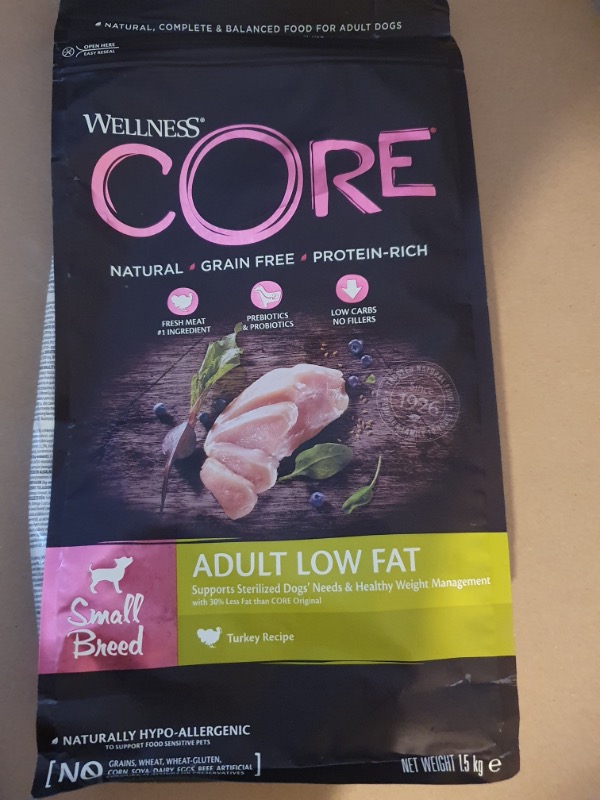 NATURAL, COMPLETE & BALANCED FOOD FOR ADULT DOGS
OPEN HERE
EASY RESEAL
WELLNESS®
CORE®
NATURAL GRAIN FREE PROTEIN-RICH
FRESH MEAT
#1 INGREDIENT
PREBIOTICS
& PROBIOTICS
LOW CARBS
NO FILLERS
SINCE
1926
Small
Breed
ADULT LOW FAT
Supports Sterilized Dogs' Needs & Healthy Weight Management
with 30% Less Fat than CORE Original
Turkey Recipe
NATURALLY HYPO-ALLERGENIC
TO SUPPORT FOOD SENSITIVE PETS
[NO GRAINS, WHEAT, WHEAT-GLUTEN,
CORN, SOYA, DAIRY, EGGS, BEEF, ARTIFICIAL]
PRESERVATIVES
NET WEIGHT 1.5 kg e